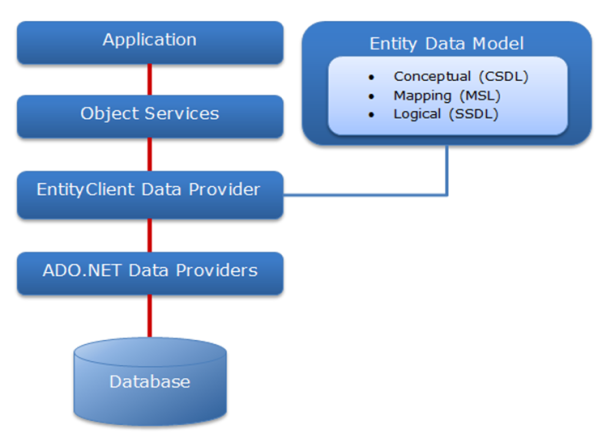 Application
Object Services
EntityClient Data Provider
ADO.NET Data Providers
Database
Entity Data Model
• Conceptual (CSDL)
• Mapping (MSL)
• Logical (SSDL)